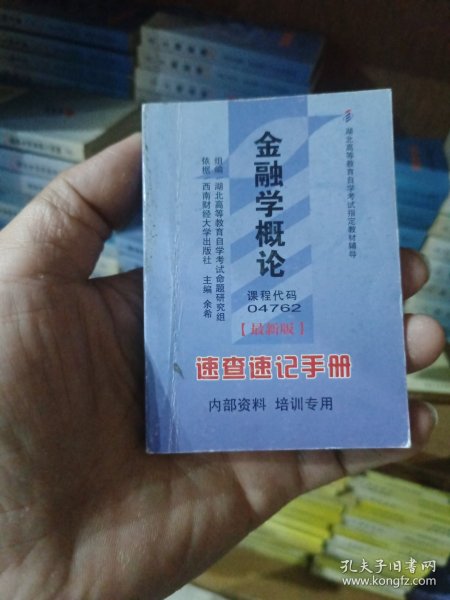 湖北高等教育自学考试指定教材辅导
金融学概论
课程代码
04762
【最新版】
组编 湖北高等教育自学考试命题研究组
依据 西南财经大学出版社 主编 余希
速查速记手册
内部资料 培训专用
孔夫子旧书网
www.kongfz.com